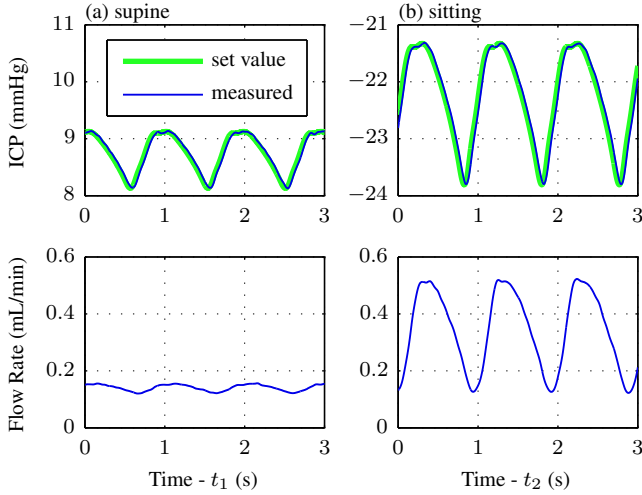 (a) supine
(b) sitting
ICP (mmHg)
11
10
9
8
set value
measured
0 1 2 3
−21
−22
−23
−24
0 1 2 3
Flow Rate (mL/min)
0.6
0.4
0.2
0
0 1 2 3
Time - t₁ (s)
0.6
0.4
0.2
0
0 1 2 3
Time - t₂ (s)